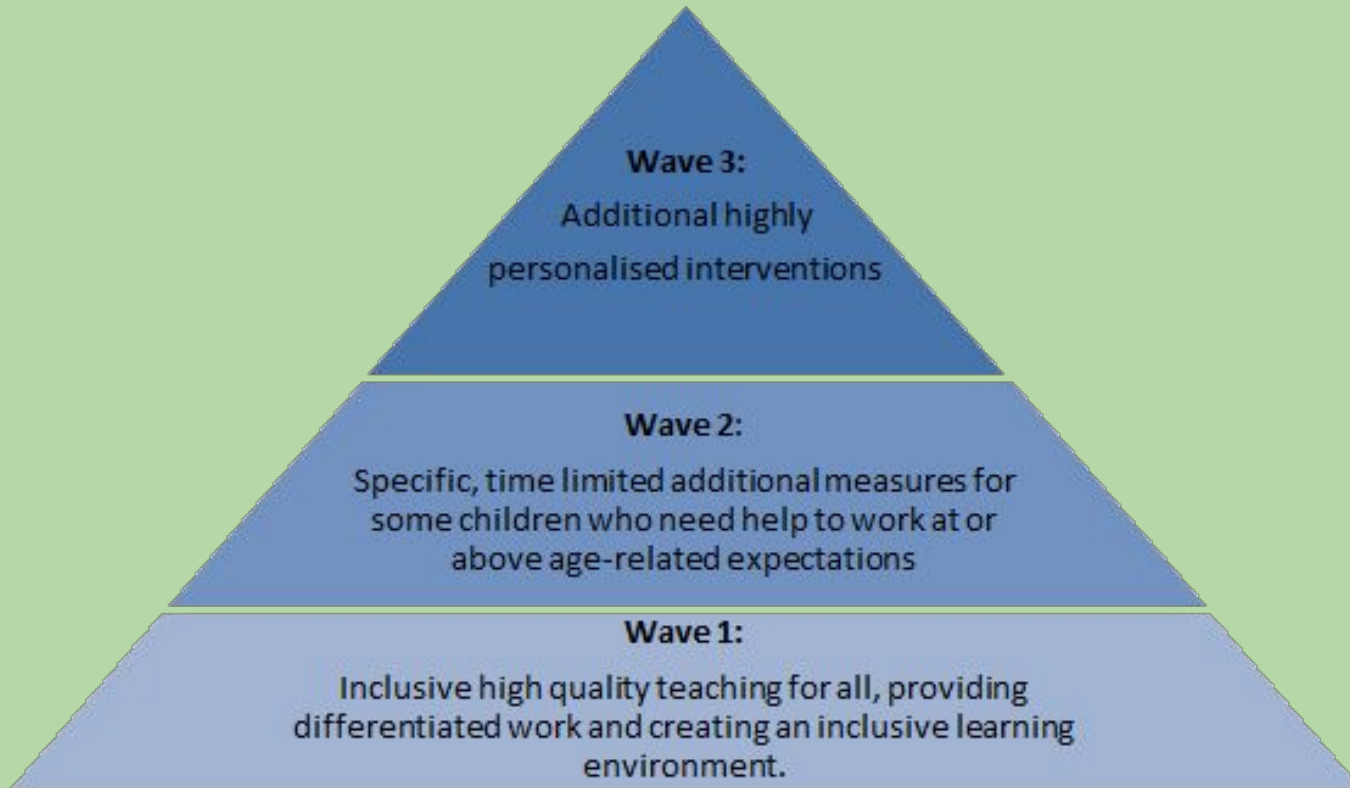 Wave 3:
Additional highly
personalised interventions
Wave 2:
Specific, time limited additional measures for
some children who need help to work at or
above age-related expectations
Wave 1:
Inclusive high quality teaching for all, providing
differentiated work and creating an inclusive learning
environment.